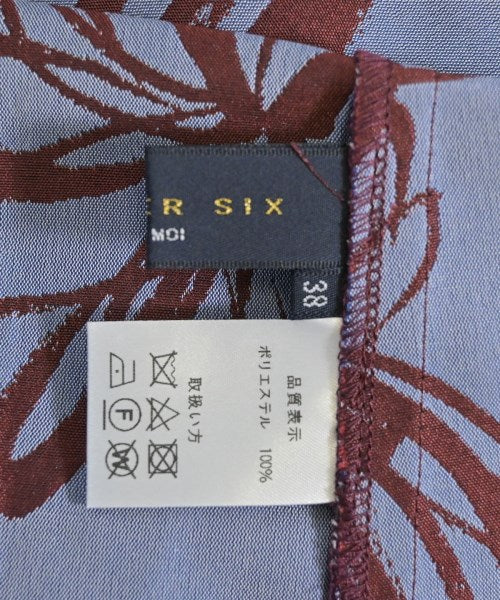 ER SIX
MOI
38
品質表示
ポリエステル 100%
取扱い方
F
W